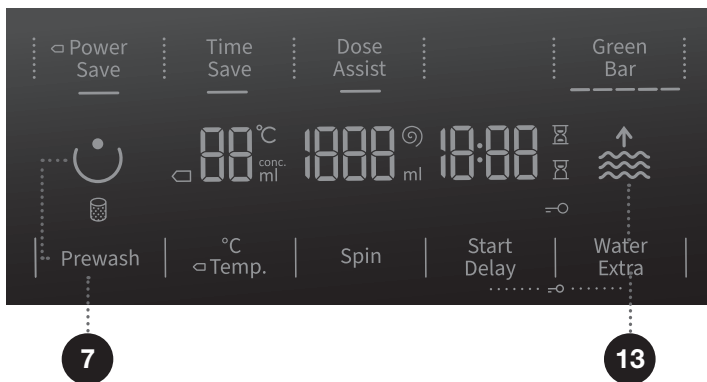 Power Save
Time Save
Dose Assist
Green Bar
88 °C conc. ml
1888 ml
18:88
Prewash
°C Temp.
Spin
Start Delay
Water Extra
7
13